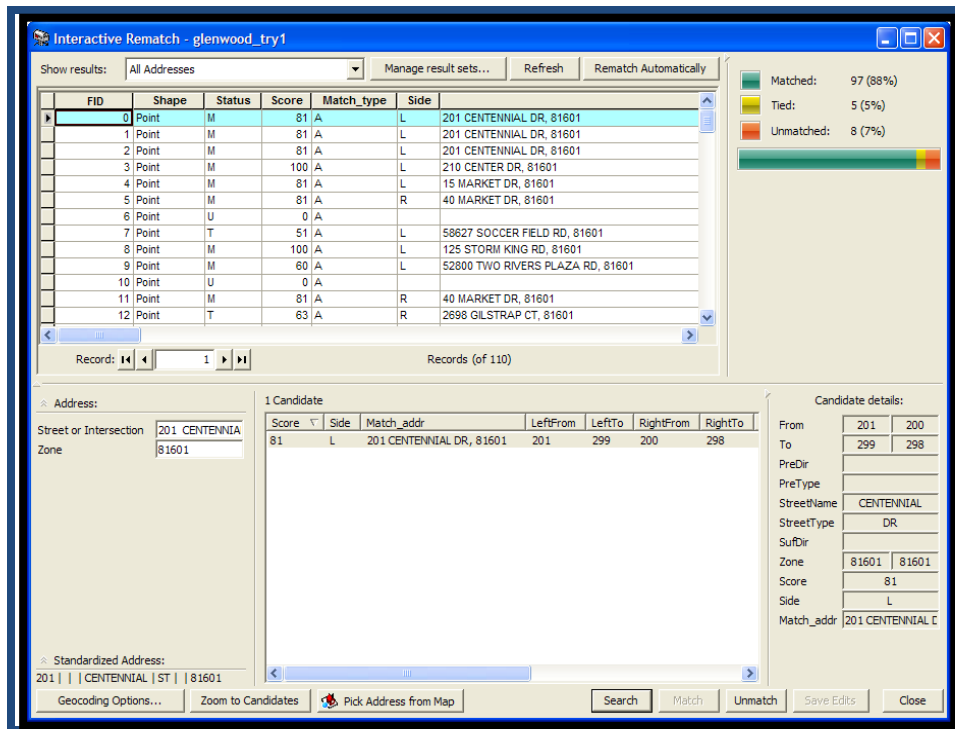 Interactive Rematch - glenwood_try1
Show results: All Addresses Manage result sets... Refresh Rematch Automatically
FID Shape Status Score Match_type Side
0 Point M 81 A L 201 CENTENNIAL DR, 81601
1 Point M 81 A L 201 CENTENNIAL DR, 81601
2 Point M 81 A L 201 CENTENNIAL DR, 81601
3 Point M 100 A L 210 CENTER DR, 81601
4 Point M 81 A L 15 MARKET DR, 81601
5 Point M 81 A R 40 MARKET DR, 81601
6 Point U 0 A
7 Point T 51 A L 58627 SOCCER FIELD RD, 81601
8 Point M 100 A L 125 STORM KING RD, 81601
9 Point M 60 A L 52800 TWO RIVERS PLAZA RD, 81601
10 Point U 0 A
11 Point M 81 A R 40 MARKET DR, 81601
12 Point T 63 A R 2698 GILSTRAP CT, 81601
Record: 1 Records (of 110)
Matched: 97 (88%)
Tied: 5 (5%)
Unmatched: 8 (7%)
Address:
Street or Intersection 201 CENTENNIA
Zone 81601
Standardized Address:
201 | | | CENTENNIAL | ST | | 81601
1 Candidate
Score Side Match_addr LeftFrom LeftTo RightFrom RightTo
81 L 201 CENTENNIAL DR, 81601 201 299 200 298
Candidate details:
From 201 200
To 299 298
PreDir
PreType
StreetName CENTENNIAL
StreetType DR
SufDir
Zone 81601 81601
Score 81
Side L
Match_addr 201 CENTENNIAL D
Geocoding Options... Zoom to Candidates Pick Address from Map Search Match Unmatch Save Edits Close